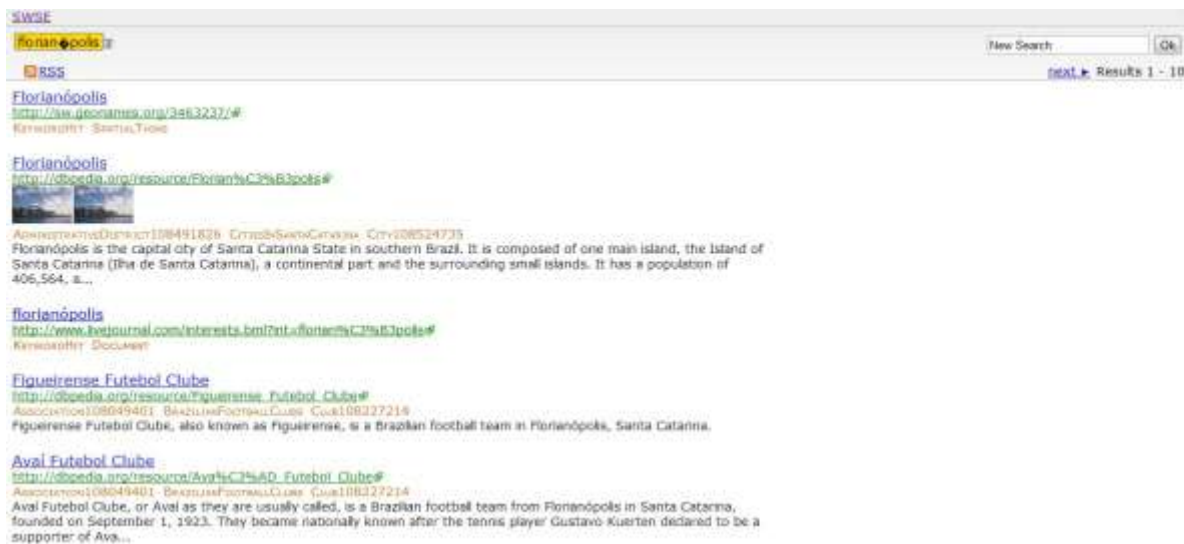 SWSE
florian�polis
New Search Ok
RSS
next ► Results 1 - 10
Florianópolis
http://sw.geonames.org/3463237/
KEYWORDHIT SPATIALTHING
Florianópolis
http://dbpedia.org/resource/Florian%C3%B3polis
ADMINISTRATIVEDISTRICT108491826 CITIESINSANTACATARINA CITY108524735
Florianópolis is the capital city of Santa Catarina State in southern Brazil. It is composed of one main island, the Island of
Santa Catarina (Ilha de Santa Catarina), a continental part and the surrounding small islands. It has a population of
406,564, a...
florianópolis
http://www.livejournal.com/interests.bml?int=florian%C3%B3polis
KEYWORDHIT DOCUMENT
Figueirense Futebol Clube
http://dbpedia.org/resource/Figueirense_Futebol_Clube
ASSOCIATION108049401 BRAZILIANFOOTBALLCLUBS CLUB108227214
Figueirense Futebol Clube, also known as Figueirense, is a Brazilian football team in Florianópolis, Santa Catarina.
Avaí Futebol Clube
http://dbpedia.org/resource/Ava%C3%AD_Futebol_Clube
ASSOCIATION108049401 BRAZILIANFOOTBALLCLUBS CLUB108227214
Avaí Futebol Clube, or Avaí as they are usually called, is a Brazilian football team from Florianópolis in Santa Catarina,
founded on September 1, 1923. They became nationally known after the tennis player Gustavo Kuerten declared to be a
supporter of Ava...